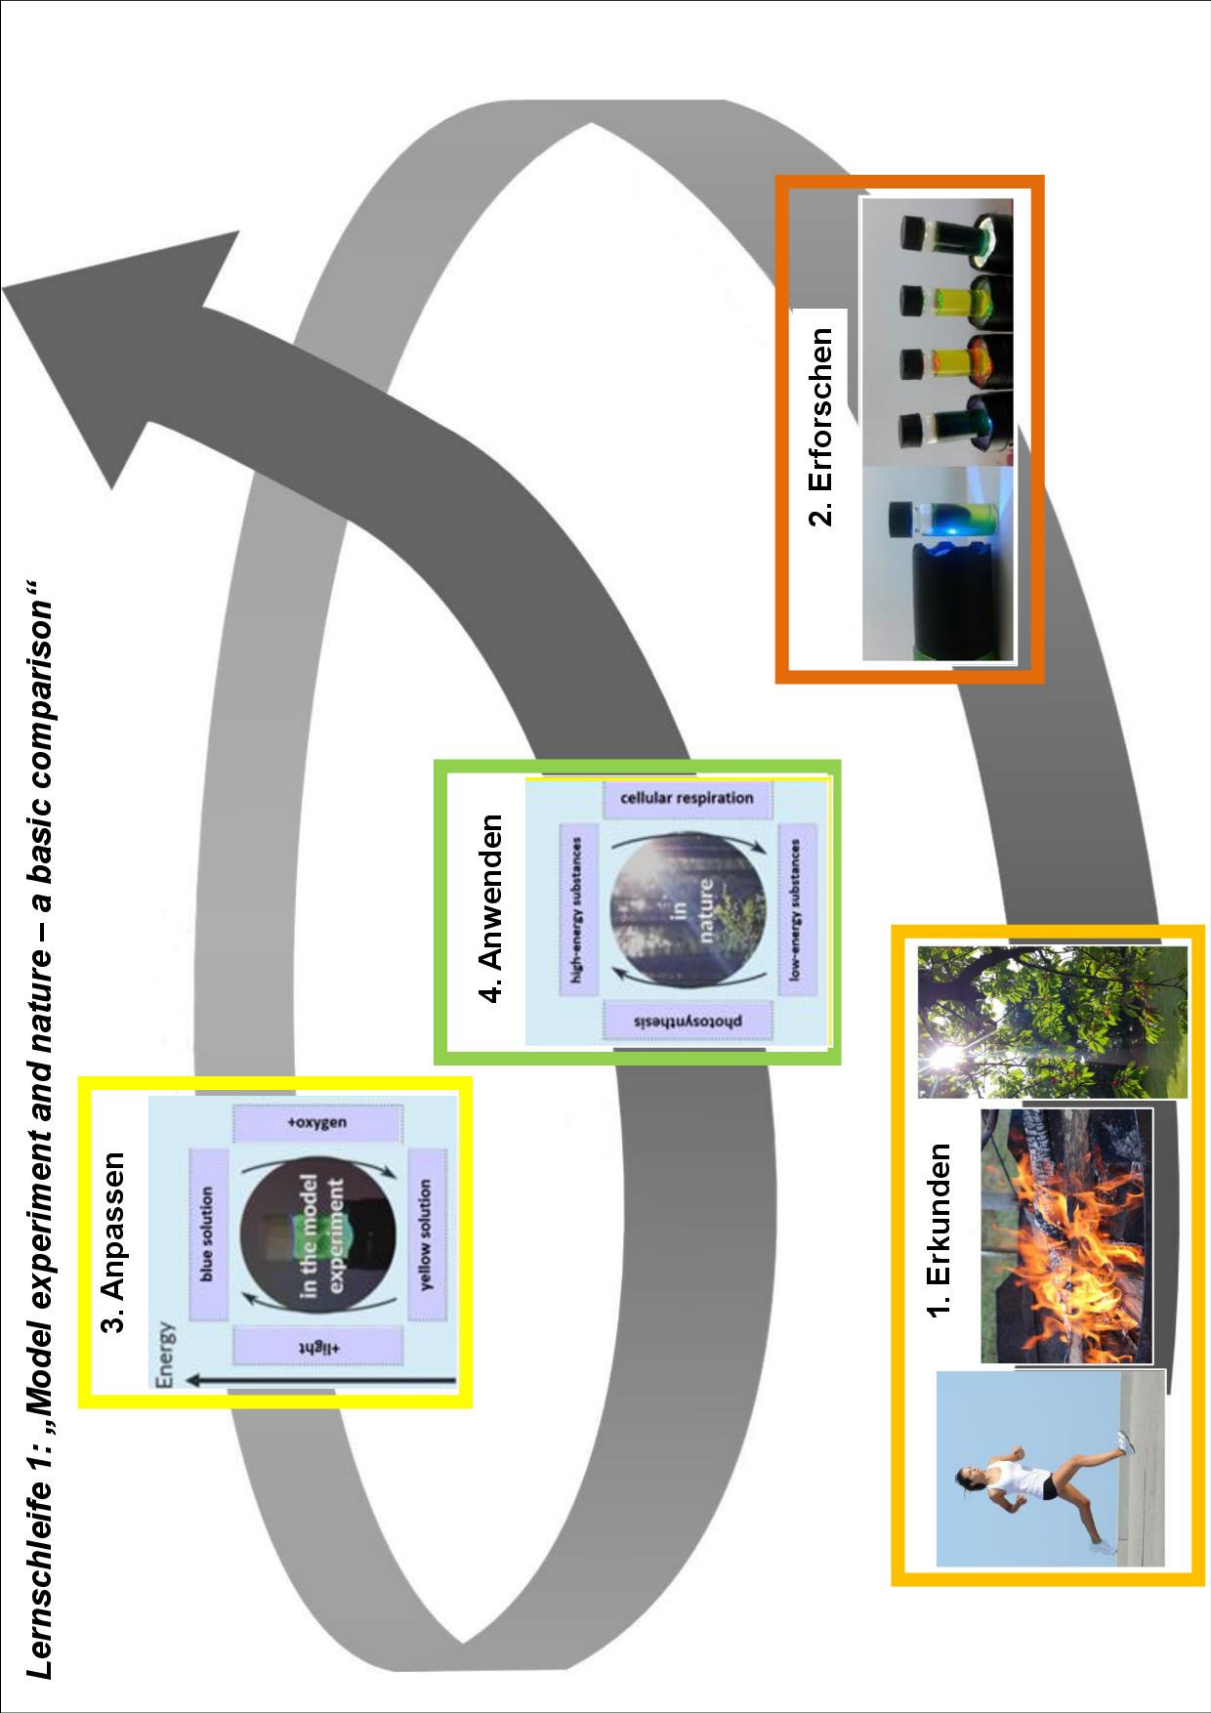 Lernschleife 1: „Model experiment and nature – a basic comparison“
1. Erkunden
2. Erforschen
3. Anpassen
Energy
blue solution
+light
in the model
experiment
+oxygen
yellow solution
4. Anwenden
high-energy substances
photosynthesis
in
nature
cellular respiration
low-energy substances